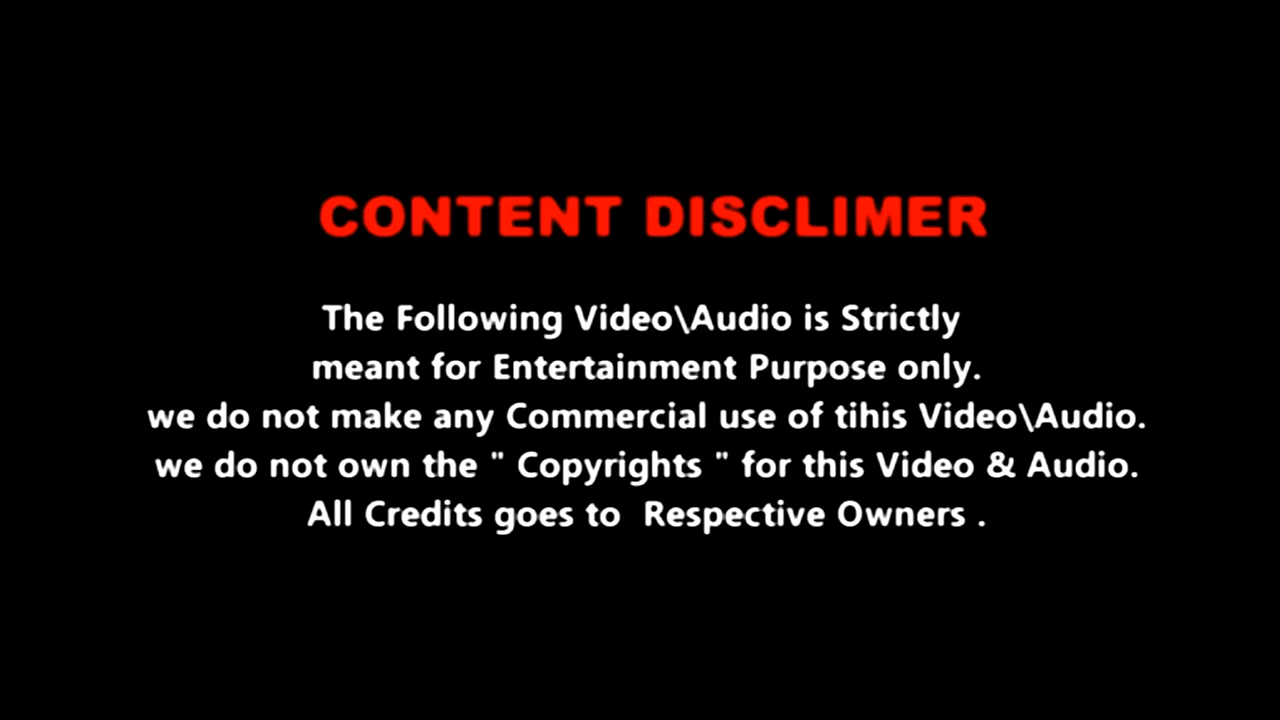 CONTENT DISCLIMER
The Following Video\Audio is Strictly
meant for Entertainment Purpose only.
we do not make any Commercial use of tihis Video\Audio.
we do not own the " Copyrights " for this Video & Audio.
All Credits goes to  Respective Owners .